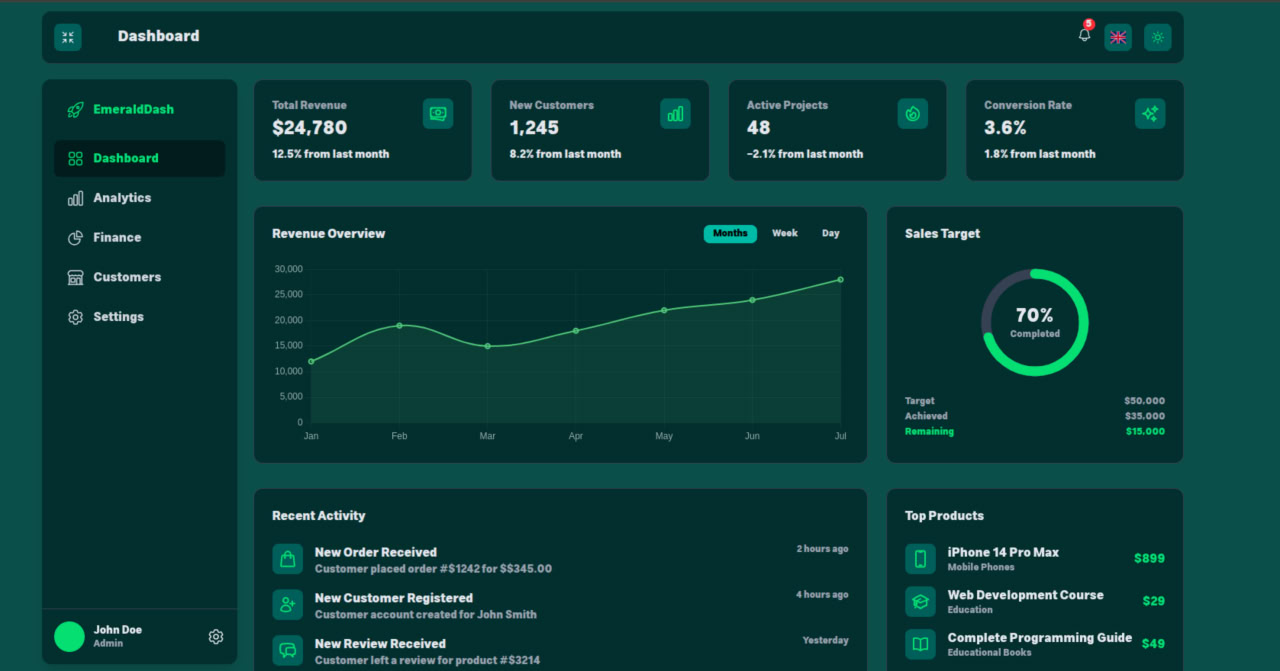 Dashboard
5
EmeraldDash
Dashboard
Analytics
Finance
Customers
Settings
John Doe
Admin
Total Revenue
$24,780
12.5% from last month
New Customers
1,245
8.2% from last month
Active Projects
48
-2.1% from last month
Conversion Rate
3.6%
1.8% from last month
Revenue Overview
Months Week Day
30,000
25,000
20,000
15,000
10,000
5,000
0
Jan Feb Mar Apr May Jun Jul
Sales Target
70%
Completed
Target $50.000
Achieved $35.000
Remaining $15.000
Recent Activity
New Order Received 2 hours ago
Customer placed order #$1242 for $$345.00
New Customer Registered 4 hours ago
Customer account created for John Smith
New Review Received Yesterday
Customer left a review for product #$3214
Top Products
iPhone 14 Pro Max $899
Mobile Phones
Web Development Course $29
Education
Complete Programming Guide $49
Educational Books